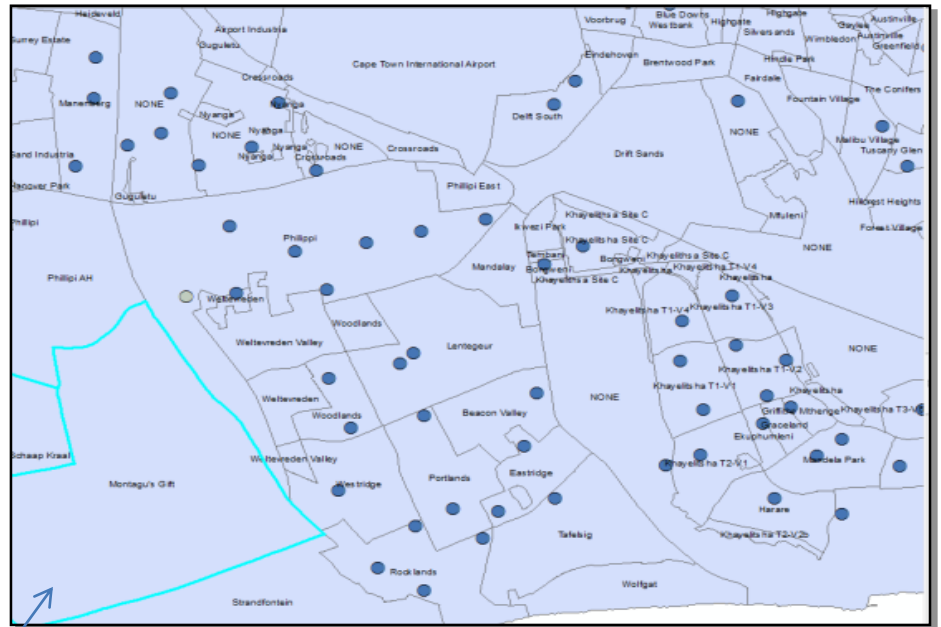 Heideveld
Voorbrug
Blue Downs
Westbank
Highgate
Highgate
Silversands
Gaylee
Austinville
Austinville
Greenfield
Wimbledon
Airport Industria
Surrey Estate
Guguletu
Cape Town International Airport
Eindehoven
Brentwood Park
Hindle Park
Fairdale
Crossroads
The Conifers
Fountain Village
Manenberg
NONE
Nyanga
Nyanga
Delft South
NONE
Malibu Village
Tuscany Glen
NONE
Nyanga
Nyanga
Nyanga
NONE
Crossroads
Crossroads
Drift Sands
Sand Industria
Hanover Park
Guguletu
Phillipi East
Hillcrest Heights
Phillipi
Khayelitsha Site C
Mfuleni
Ikwezi Park
Forest Village
Philippi
Khayelitsha Site C
NONE
Tembani
Bongweni
Bongweni
Khayelitsha Site C
Mandalay
Khayelitsha
Khayelitsha T1-V4
Khayelitsha
Khayelitsha Site C
Phillipi AH
Weltevreden
Khayelitsha T1-V4
Khayelitsha T1-V3
Woodlands
Weltevreden Valley
Lentegeur
NONE
Khayelitsha T1-V2
Khayelitsha T1-V1
Khayelitsha
Weltevreden
NONE
Woodlands
Beacon Valley
Griffiths Mthenge
Khayelitsha T3-V
Graceland
Ekuphumleni
Schaap Kraal
Weltevreden Valley
Khayelitsha T2-V1
Mandela Park
Eastridge
Portlands
Montagu's Gift
Westridge
Harare
Tafelsig
Khayelitsha T2-V2b
Rocklands
Wolfgat
Strandfontein